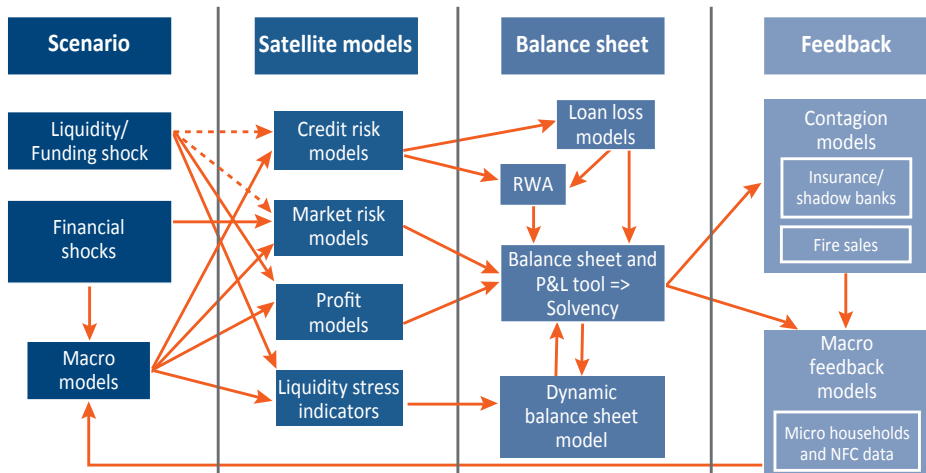 Scenario
Satellite models
Balance sheet
Feedback
Liquidity/
Funding shock
Financial
shocks
Macro
models
Credit risk
models
Market risk
models
Profit
models
Liquidity stress
indicators
Loan loss
models
RWA
Balance sheet and
P&L tool =>
Solvency
Dynamic
balance sheet
model
Contagion
models
Insurance/
shadow banks
Fire sales
Macro
feedback
models
Micro households
and NFC data